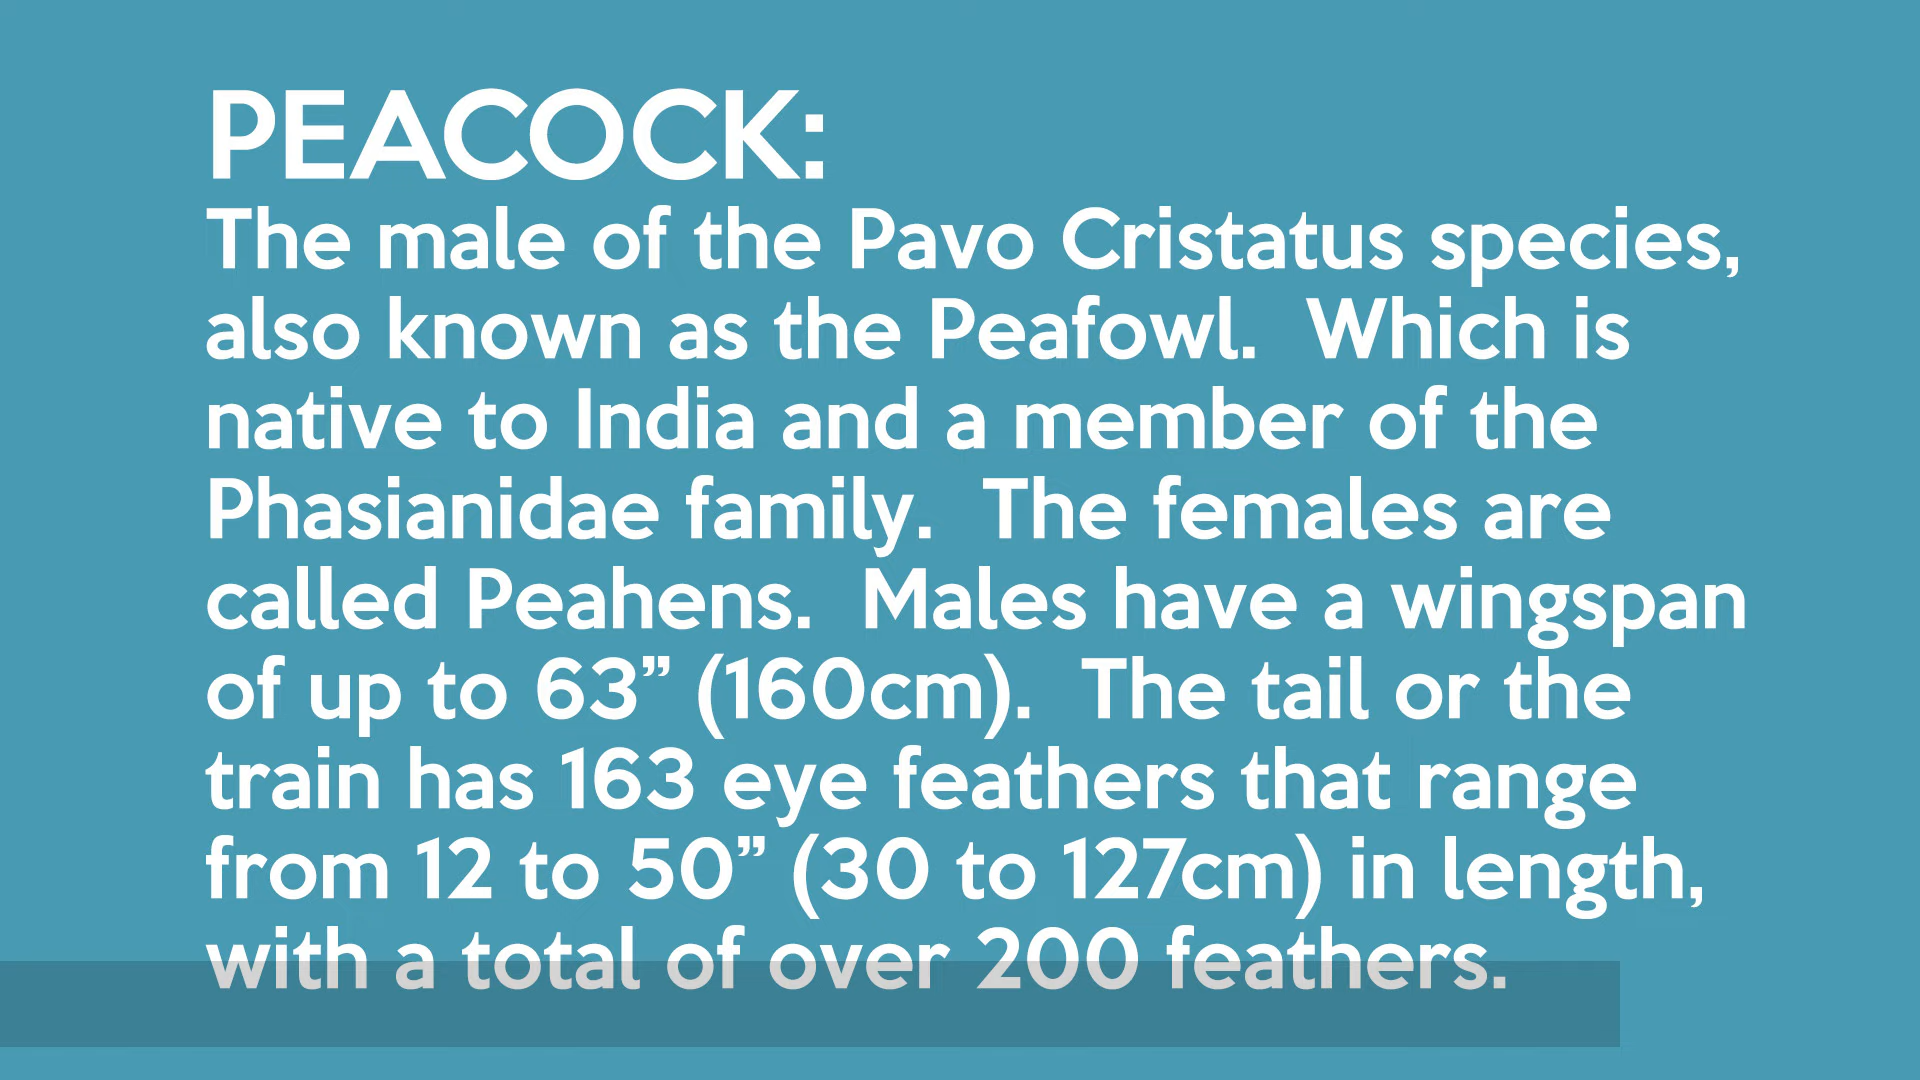 PEACOCK:
The male of the Pavo Cristatus species,
also known as the Peafowl.  Which is
native to India and a member of the
Phasianidae family.  The females are
called Peahens.  Males have a wingspan
of up to 63” (160cm).  The tail or the
train has 163 eye feathers that range
from 12 to 50” (30 to 127cm) in length,
with a total of over 200 feathers.